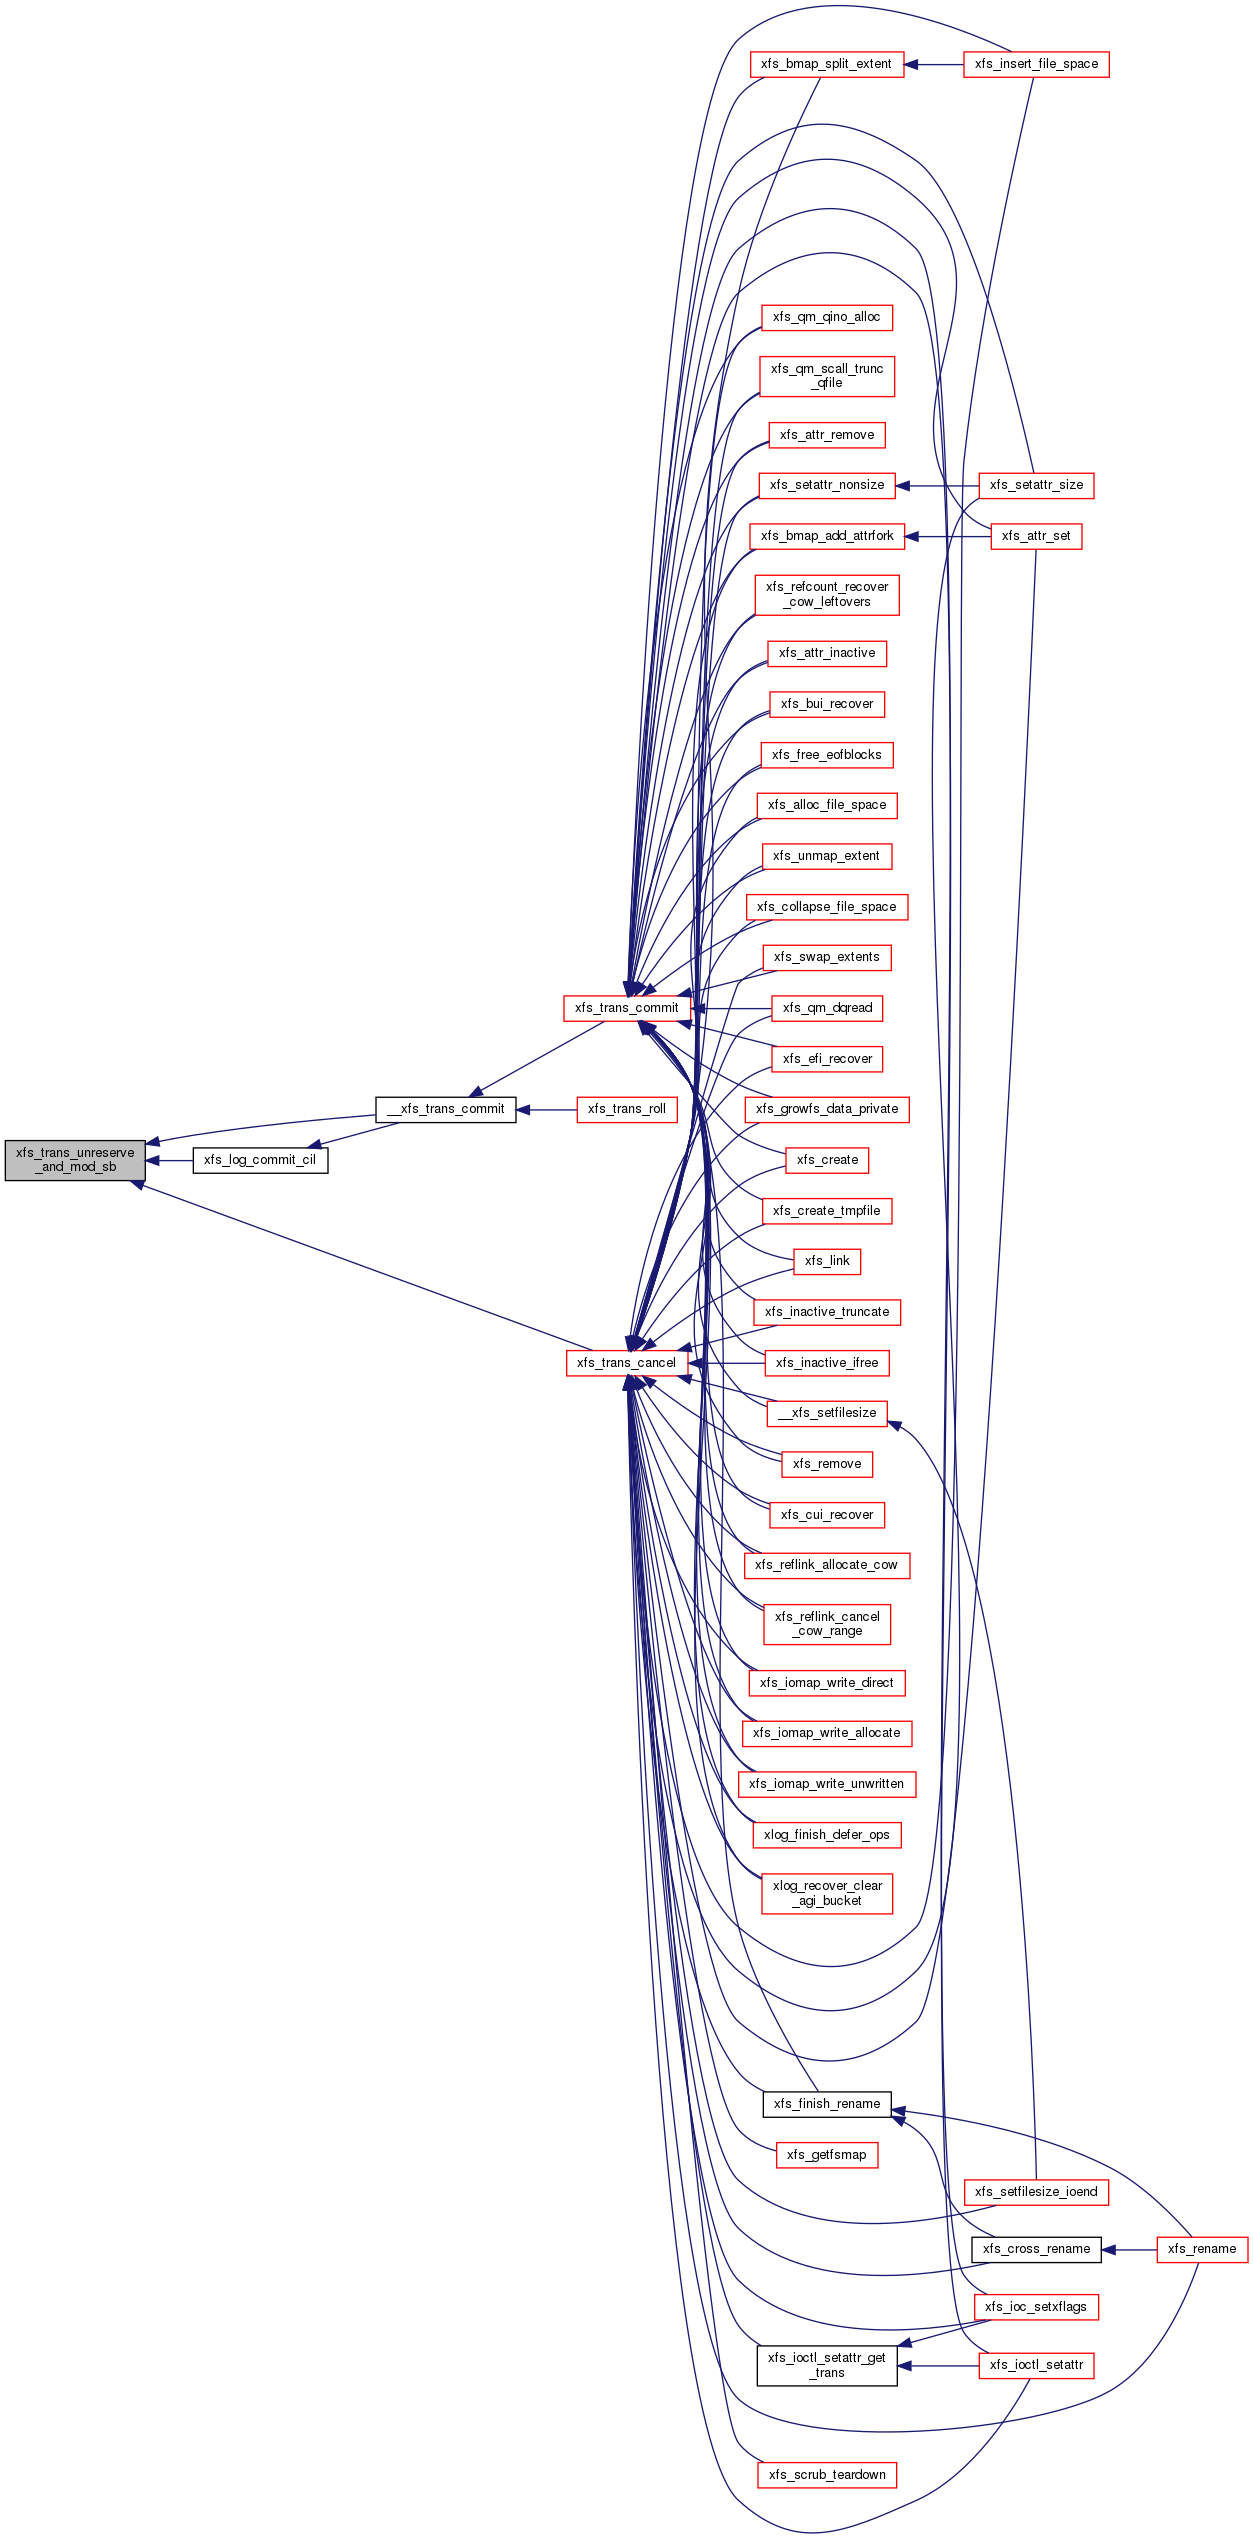 xfs_bmap_split_extent
xfs_insert_file_space
xfs_qm_qino_alloc
xfs_qm_scall_trunc
_qfile
xfs_attr_remove
xfs_setattr_nonsize
xfs_setattr_size
xfs_bmap_add_attrfork
xfs_attr_set
xfs_refcount_recover
_cow_leftovers
xfs_attr_inactive
xfs_bui_recover
xfs_free_eofblocks
xfs_alloc_file_space
xfs_unmap_extent
xfs_collapse_file_space
xfs_swap_extents
xfs_trans_commit
xfs_qm_dqread
xfs_efi_recover
__xfs_trans_commit
xfs_trans_roll
xfs_growfs_data_private
xfs_trans_unreserve
_and_mod_sb
xfs_log_commit_cil
xfs_create
xfs_create_tmpfile
xfs_link
xfs_inactive_truncate
xfs_trans_cancel
xfs_inactive_ifree
__xfs_setfilesize
xfs_remove
xfs_cui_recover
xfs_reflink_allocate_cow
xfs_reflink_cancel
_cow_range
xfs_iomap_write_direct
xfs_iomap_write_allocate
xfs_iomap_write_unwritten
xlog_finish_defer_ops
xlog_recover_clear
_agi_bucket
xfs_finish_rename
xfs_getfsmap
xfs_setfilesize_ioend
xfs_cross_rename
xfs_rename
xfs_ioc_setxflags
xfs_ioctl_setattr_get
_trans
xfs_ioctl_setattr
xfs_scrub_teardown